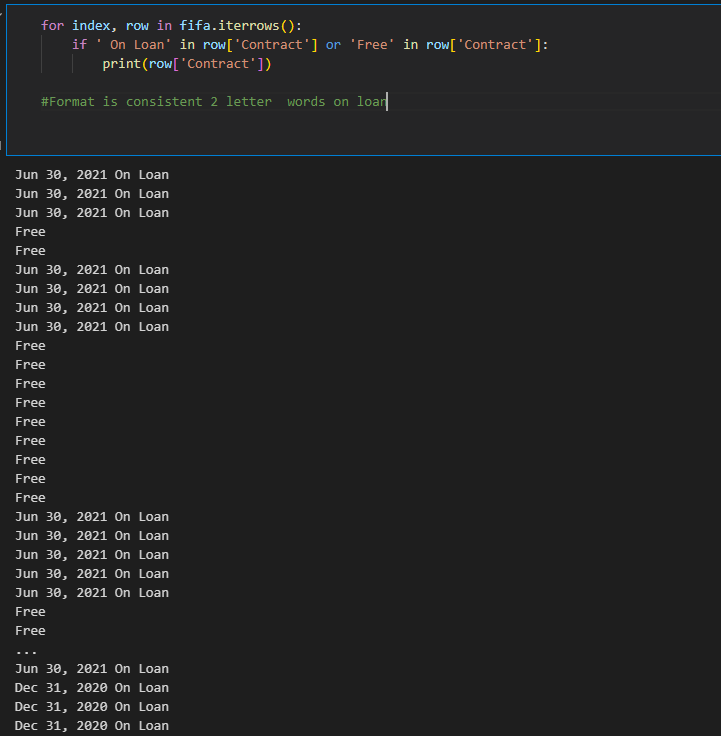 for index, row in fifa.iterrows():
    if ' On Loan' in row['Contract'] or 'Free' in row['Contract']:
        print(row['Contract'])
#Format is consistent 2 letter  words on loan
Jun 30, 2021 On Loan
Jun 30, 2021 On Loan
Jun 30, 2021 On Loan
Free
Free
Jun 30, 2021 On Loan
Jun 30, 2021 On Loan
Jun 30, 2021 On Loan
Jun 30, 2021 On Loan
Free
Free
Free
Free
Free
Free
Free
Free
Free
Jun 30, 2021 On Loan
Jun 30, 2021 On Loan
Jun 30, 2021 On Loan
Jun 30, 2021 On Loan
Jun 30, 2021 On Loan
Free
Free
...
Jun 30, 2021 On Loan
Dec 31, 2020 On Loan
Dec 31, 2020 On Loan
Dec 31, 2020 On Loan